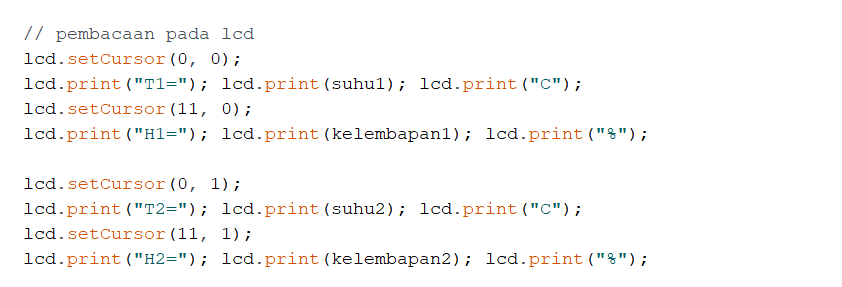 // pembacaan pada lcd
lcd.setCursor(0, 0);
lcd.print("T1="); lcd.print(suhu1); lcd.print("C");
lcd.setCursor(11, 0);
lcd.print("H1="); lcd.print(kelembapan1); lcd.print("%");
lcd.setCursor(0, 1);
lcd.print("T2="); lcd.print(suhu2); lcd.print("C");
lcd.setCursor(11, 1);
lcd.print("H2="); lcd.print(kelembapan2); lcd.print("%");